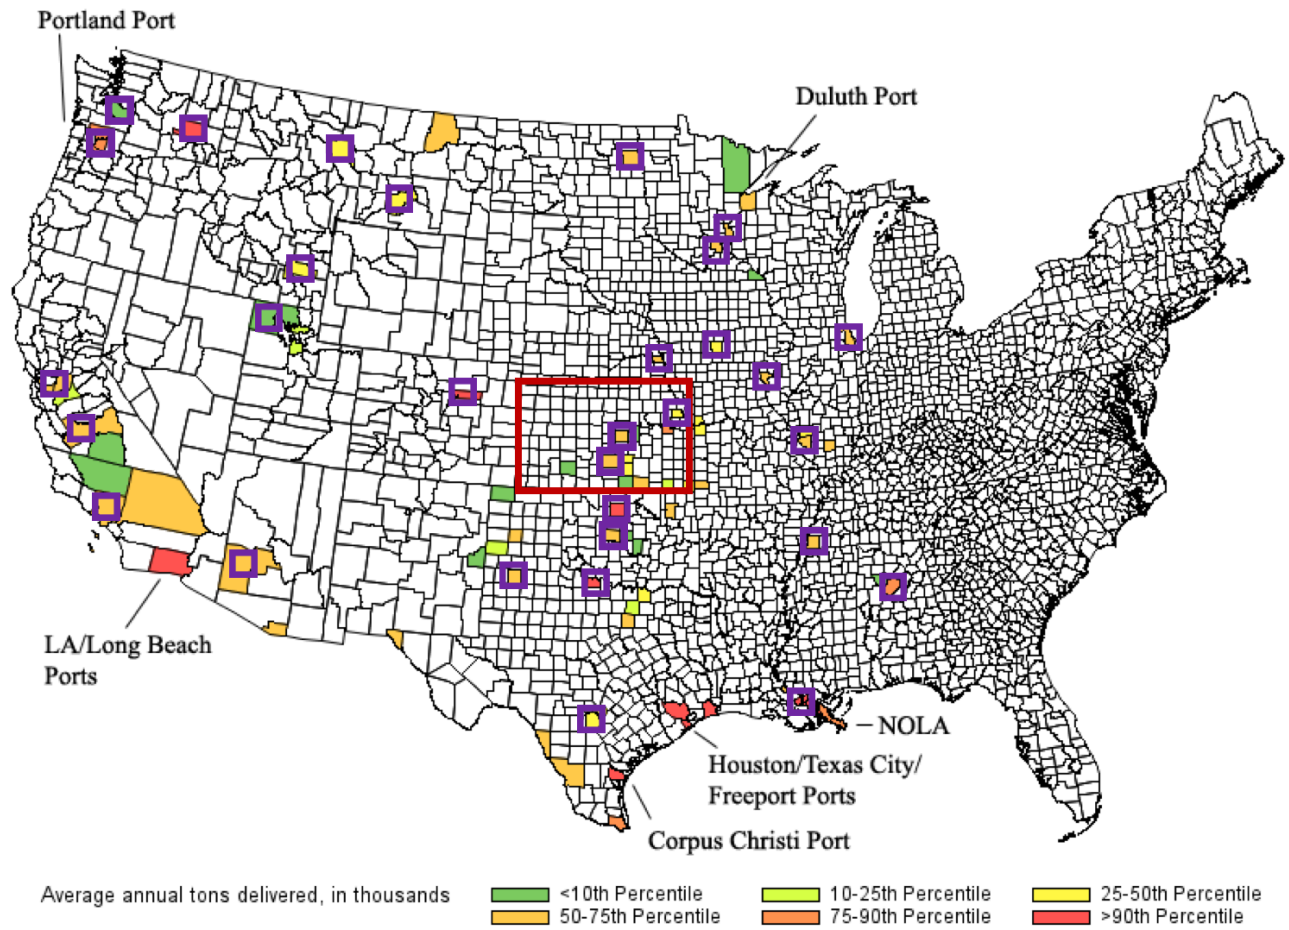 Portland Port
Duluth Port
LA/Long Beach
Ports
NOLA
Houston/Texas City/
Freeport Ports
Corpus Christi Port
Average annual tons delivered, in thousands
<10th Percentile
10-25th Percentile
25-50th Percentile
50-75th Percentile
75-90th Percentile
>90th Percentile